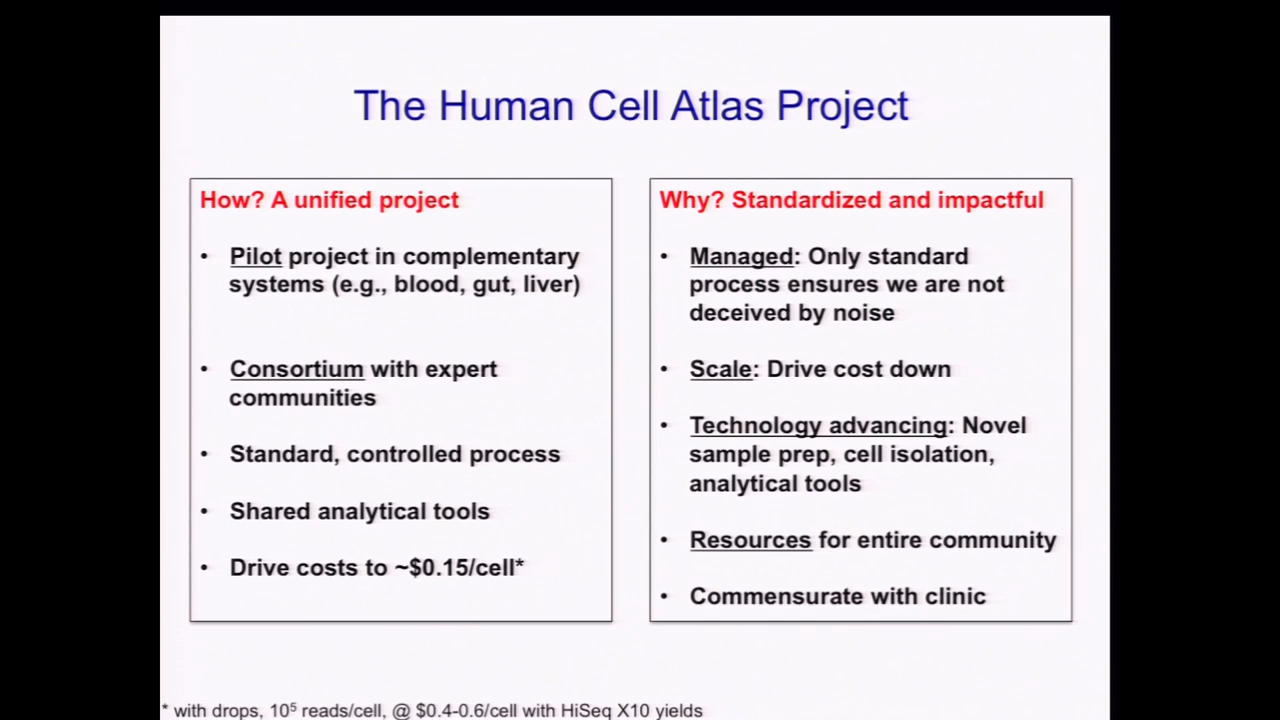 The Human Cell Atlas Project
How? A unified project
• Pilot project in complementary
systems (e.g., blood, gut, liver)
• Consortium with expert
communities
• Standard, controlled process
• Shared analytical tools
• Drive costs to ~$0.15/cell*
Why? Standardized and impactful
• Managed: Only standard
process ensures we are not
deceived by noise
• Scale: Drive cost down
• Technology advancing: Novel
sample prep, cell isolation,
analytical tools
• Resources for entire community
• Commensurate with clinic
* with drops, 10⁵ reads/cell, @ $0.4-0.6/cell with HiSeq X10 yields